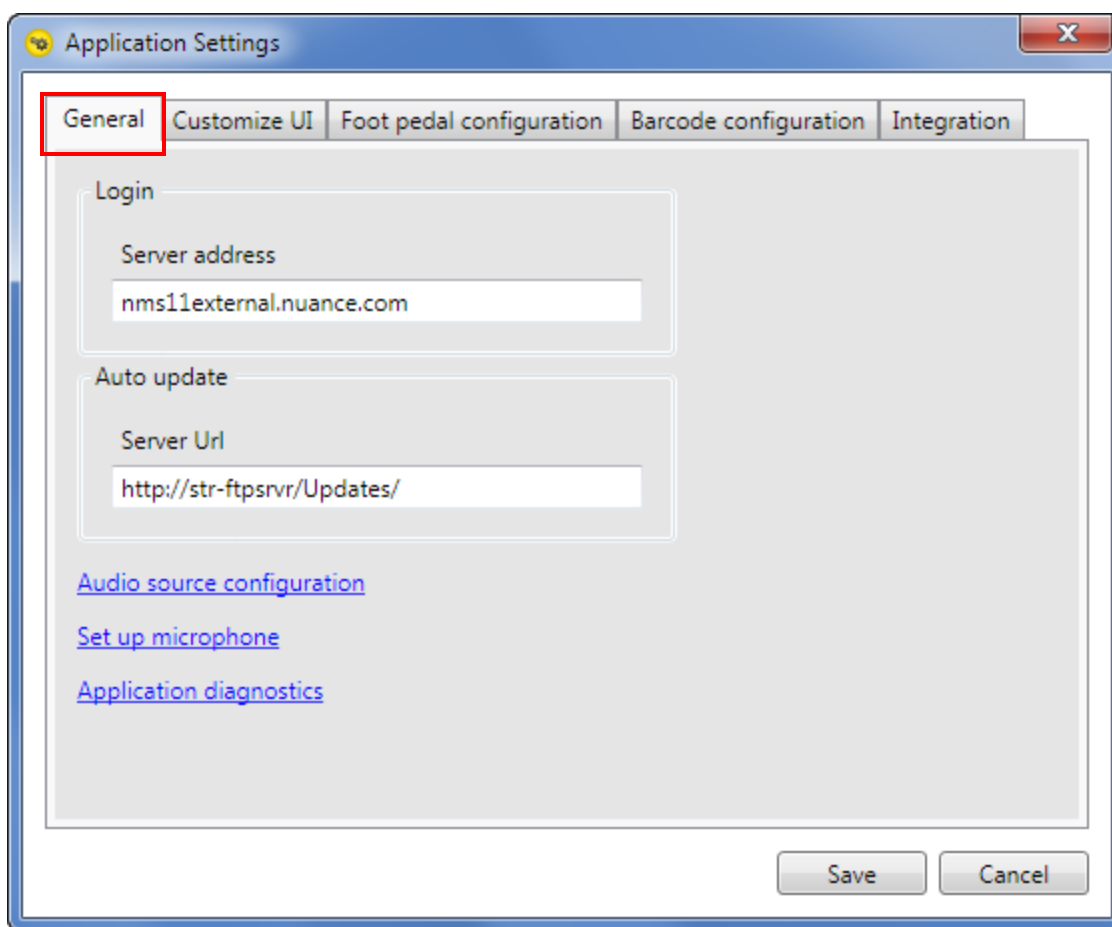 Application Settings
General Customize UI Foot pedal configuration Barcode configuration Integration
Login
Server address
nms11external.nuance.com
Auto update
Server Url
http://str-ftpsrvr/Updates/
Audio source configuration
Set up microphone
Application diagnostics
Save Cancel